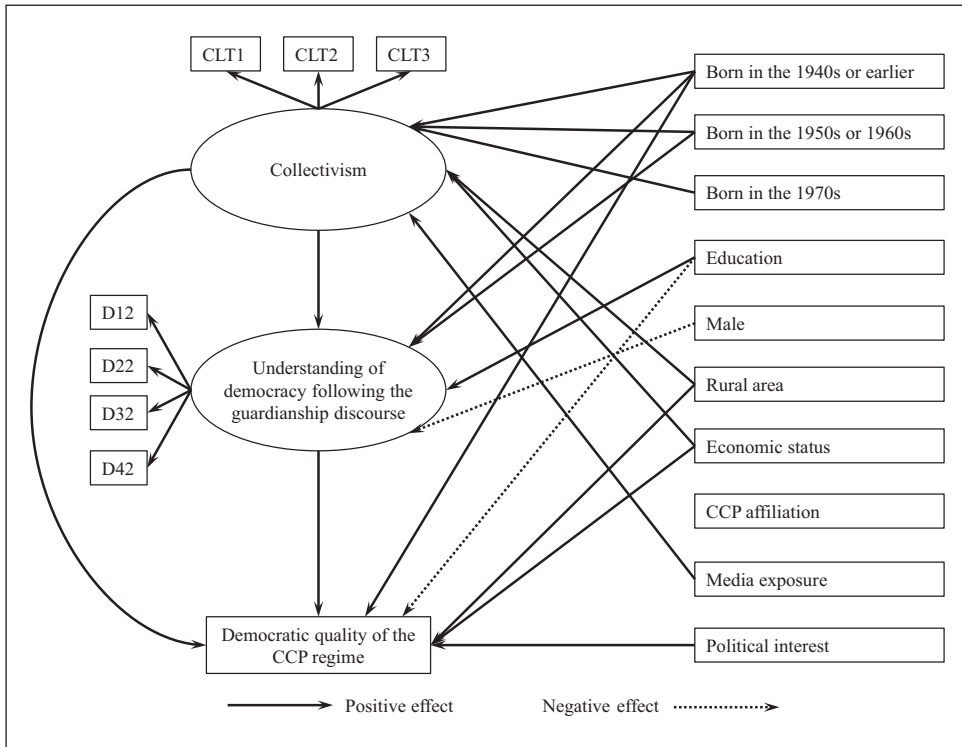 CLT1
CLT2
CLT3
Collectivism
Born in the 1940s or earlier
Born in the 1950s or 1960s
Born in the 1970s
Education
Male
Rural area
Economic status
CCP affiliation
Media exposure
Political interest
D12
D22
D32
D42
Understanding of
democracy following the
guardianship discourse
Democratic quality of the
CCP regime
Positive effect
Negative effect